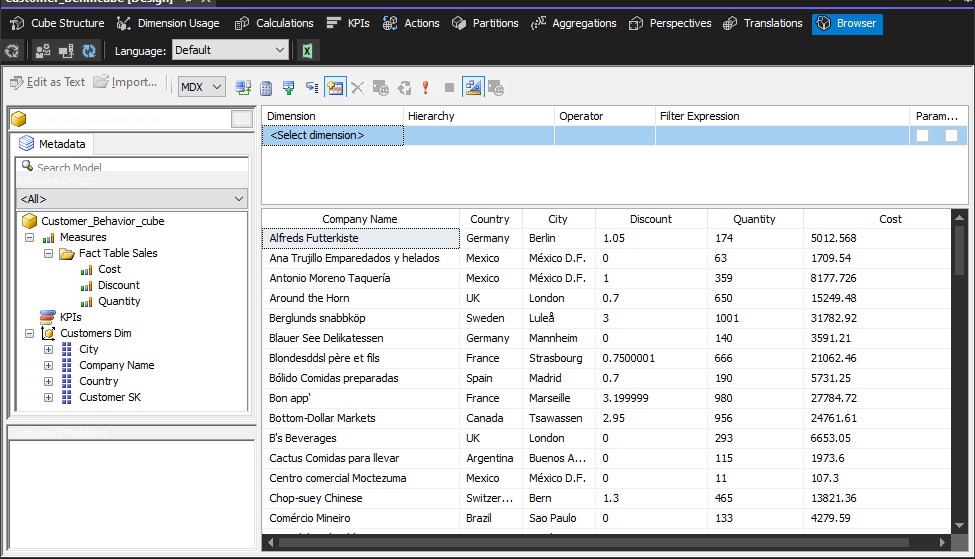 Cube Structure Dimension Usage Calculations KPIs Actions Partitions Aggregations Perspectives Translations Browser
Language: Default
Edit as Text Import... MDX
Dimension Hierarchy Operator Filter Expression Param...
<Select dimension>
Metadata
Search Model
<All>
Customer_Behavior_cube
Measures
Fact Table Sales
Cost
Discount
Quantity
KPIs
Customers Dim
City
Company Name
Country
Customer SK
Company Name Country City Discount Quantity Cost
Alfreds Futterkiste Germany Berlin 1.05 174 5012.568
Ana Trujillo Emparedados y helados Mexico México D.F. 0 63 1709.54
Antonio Moreno Taquería Mexico México D.F. 1 359 8177.726
Around the Horn UK London 0.7 650 15249.48
Berglunds snabbköp Sweden Luleå 3 1001 31782.92
Blauer See Delikatessen Germany Mannheim 0 140 3591.21
Blondesddsl père et fils France Strasbourg 0.7500001 666 21062.46
Bólido Comidas preparadas Spain Madrid 0.7 190 5731.25
Bon app' France Marseille 3.199999 980 27784.72
Bottom-Dollar Markets Canada Tsawassen 2.95 956 24761.61
B's Beverages UK London 0 293 6653.05
Cactus Comidas para llevar Argentina Buenos A... 0 115 1973.6
Centro comercial Moctezuma Mexico México D.F. 0 11 107.3
Chop-suey Chinese Switzer... Bern 1.3 465 13821.36
Comércio Mineiro Brazil Sao Paulo 0 133 4279.59